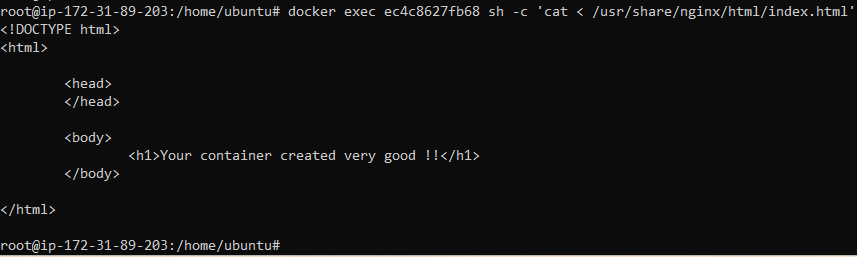 root@ip-172-31-89-203:/home/ubuntu# docker exec ec4c8627fb68 sh -c 'cat < /usr/share/nginx/html/index.html'
<!DOCTYPE html>
<html>
<head>
</head>
<body>
<h1>Your container created very good !!</h1>
</body>
</html>
root@ip-172-31-89-203:/home/ubuntu#